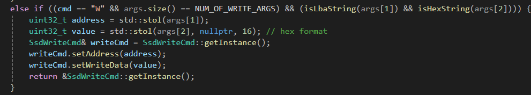 else if ((cmd == "W" && args.size() == NUM_OF_WRITE_ARGS) && (isLbaString(args[1]) && isHexString(args[2]))) {
uint32_t address = std::stol(args[1]);
uint32_t value = std::stol(args[2], nullptr, 16); // hex format
SsdWriteCmd& writeCmd = SsdWriteCmd::getInstance();
writeCmd.setAddress(address);
writeCmd.setWriteData(value);
return &SsdWriteCmd::getInstance();
}